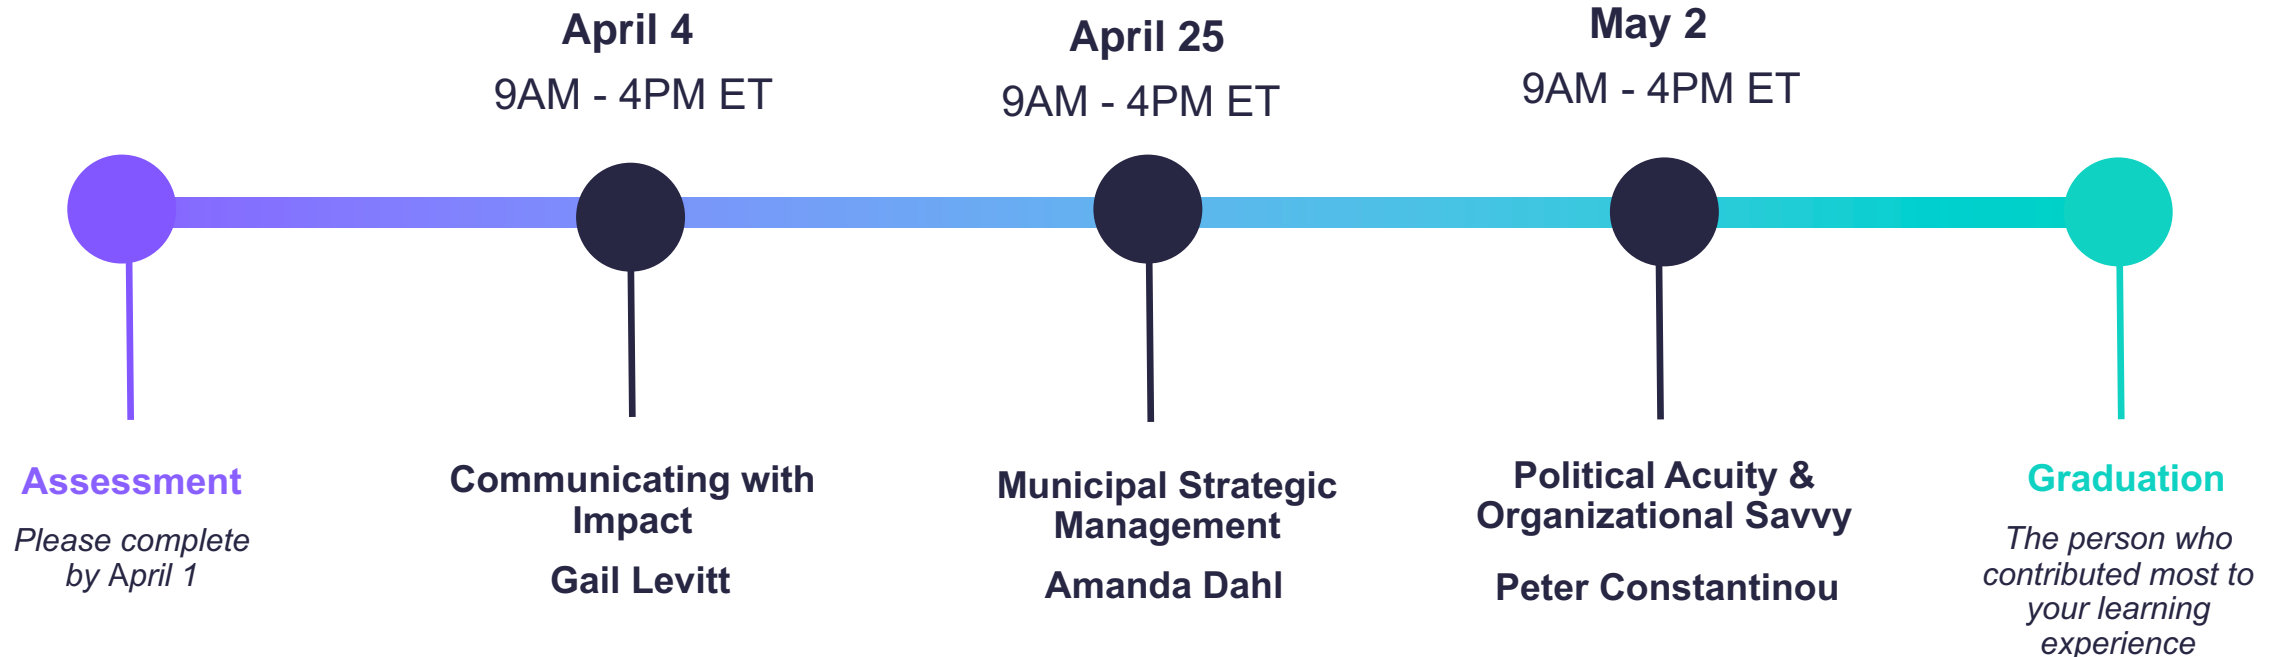 April 4
9AM - 4PM ET
April 25
9AM - 4PM ET
May 2
9AM - 4PM ET
Assessment
Please complete
by April 1
Communicating with
Impact
Gail Levitt
Municipal Strategic
Management
Amanda Dahl
Political Acuity &
Organizational Savvy
Peter Constantinou
Graduation
The person who
contributed most to
your learning
experience